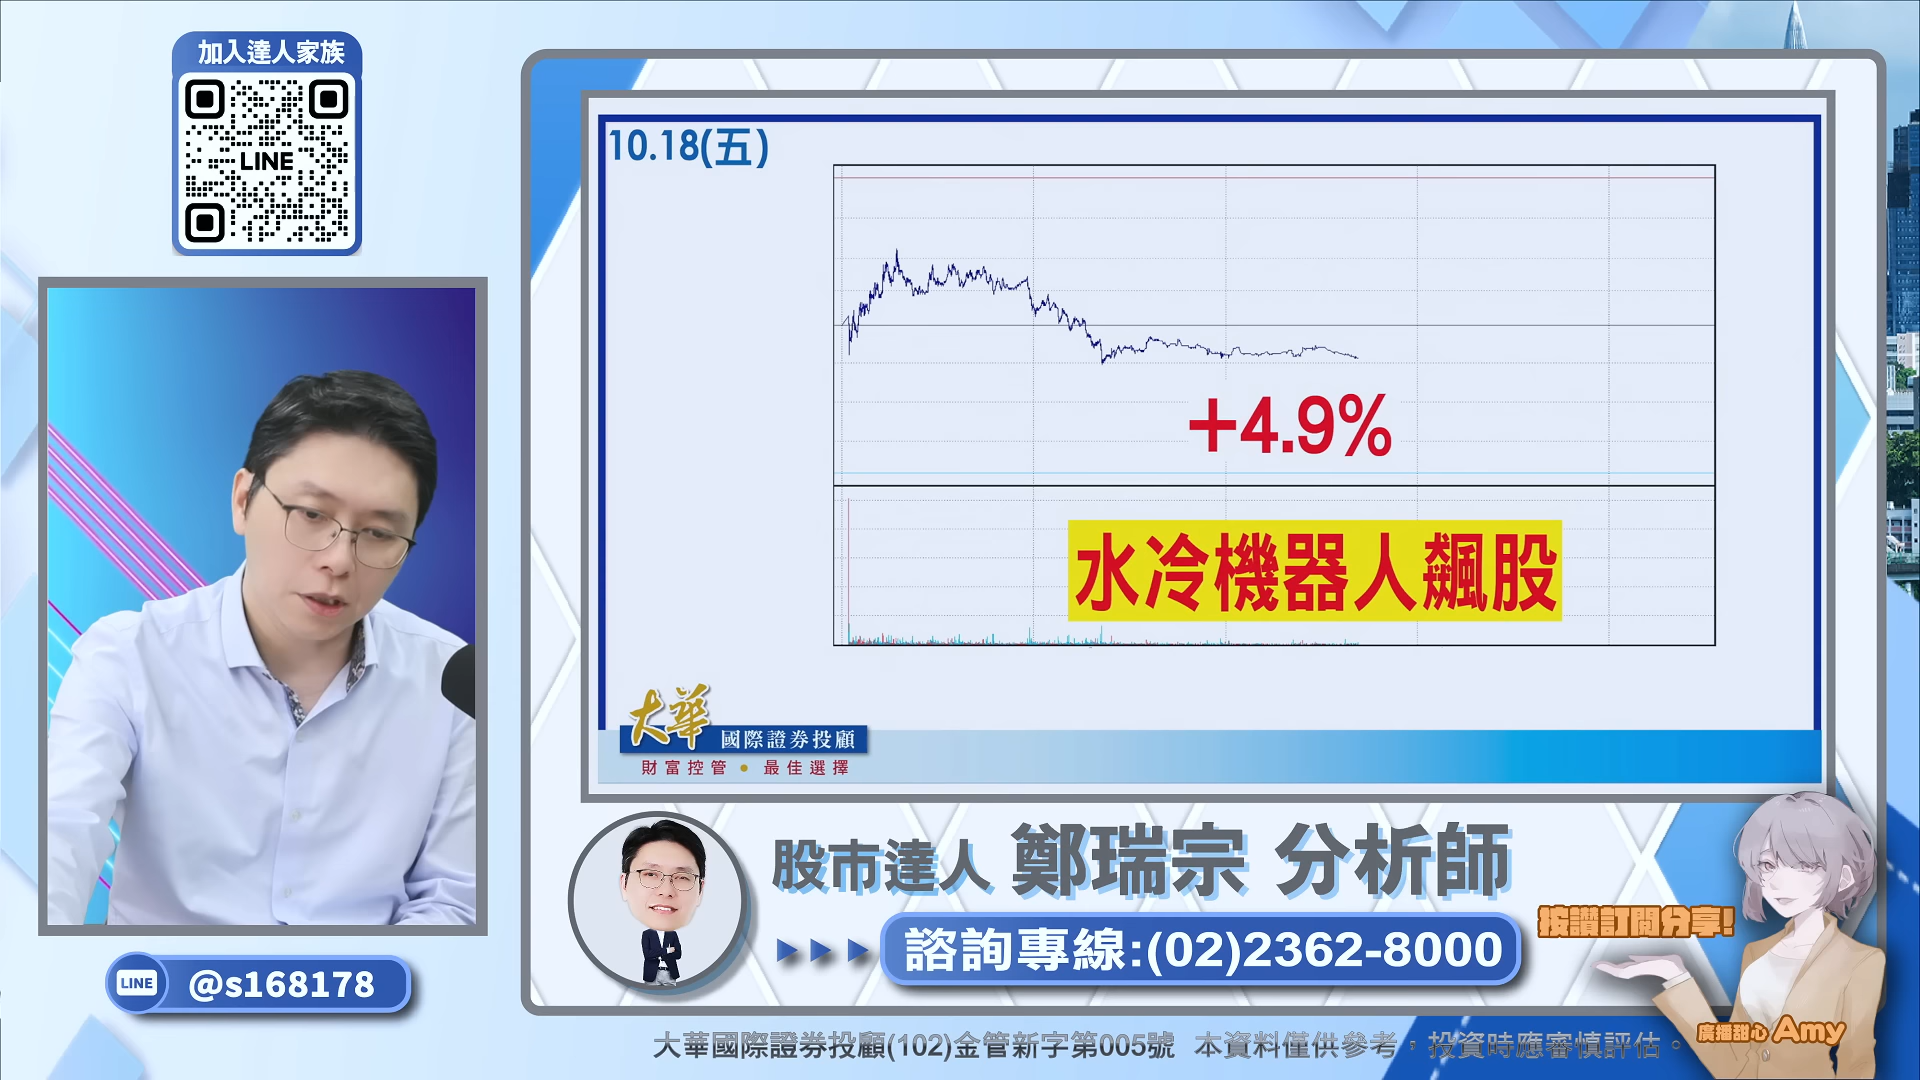 加入達人家族
LINE
10.18(五)
+4.9%
水冷機器人飆股
大華
國際證券投顧
財富控管 • 最佳選擇
股市達人 鄭瑞宗 分析師
諮詢專線:(02)2362-8000
按讚訂閱分享!
LINE @s168178
廣播甜心 Amy
大華國際證券投顧(102)金管新字第005號 本資料僅供參考，投資時應審慎評估。